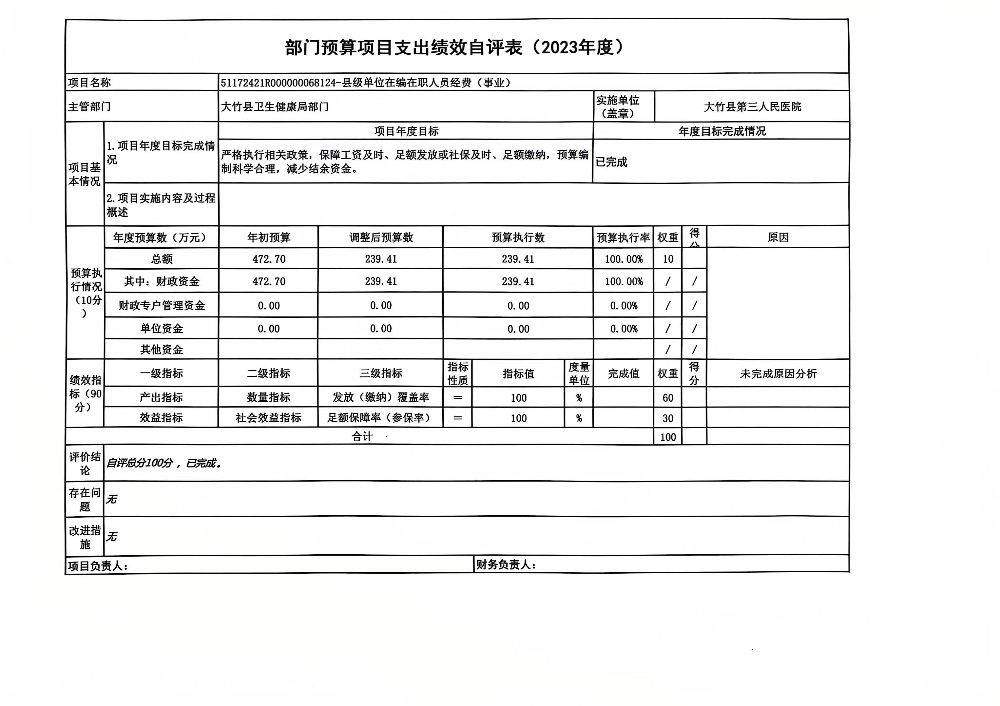 部门预算项目支出绩效自评表（2023年度）
项目名称 51172421R000000068124-县级单位在编在职人员经费（事业）
主管部门 大竹县卫生健康局部门 实施单位（盖章） 大竹县第三人民医院
项目基本情况
1.项目年度目标完成情况
项目年度目标 年度目标完成情况
严格执行相关政策，保障工资及时、足额发放或社保及时、足额缴纳，预算编
制科学合理，减少结余资金。
已完成
2.项目实施内容及过程概述
预算执行情况（10分）
年度预算数（万元） 年初预算 调整后预算数 预算执行数 预算执行率 权重 得分 原因
总额 472.70 239.41 239.41 100.00% 10
其中：财政资金 472.70 239.41 239.41 100.00% / /
财政专户管理资金 0.00 0.00 0.00 0.00% / /
单位资金 0.00 0.00 0.00 0.00% / /
其他资金 / /
绩效指标（90分）
一级指标 二级指标 三级指标 指标性质 指标值 度量单位 完成值 权重 得分 未完成原因分析
产出指标 数量指标 发放（缴纳）覆盖率 ＝ 100 % 60
效益指标 社会效益指标 足额保障率（参保率） ＝ 100 % 30
合计 100
评价结论 自评总分100分，已完成。
存在问题 无
改进措施 无
项目负责人： 财务负责人：